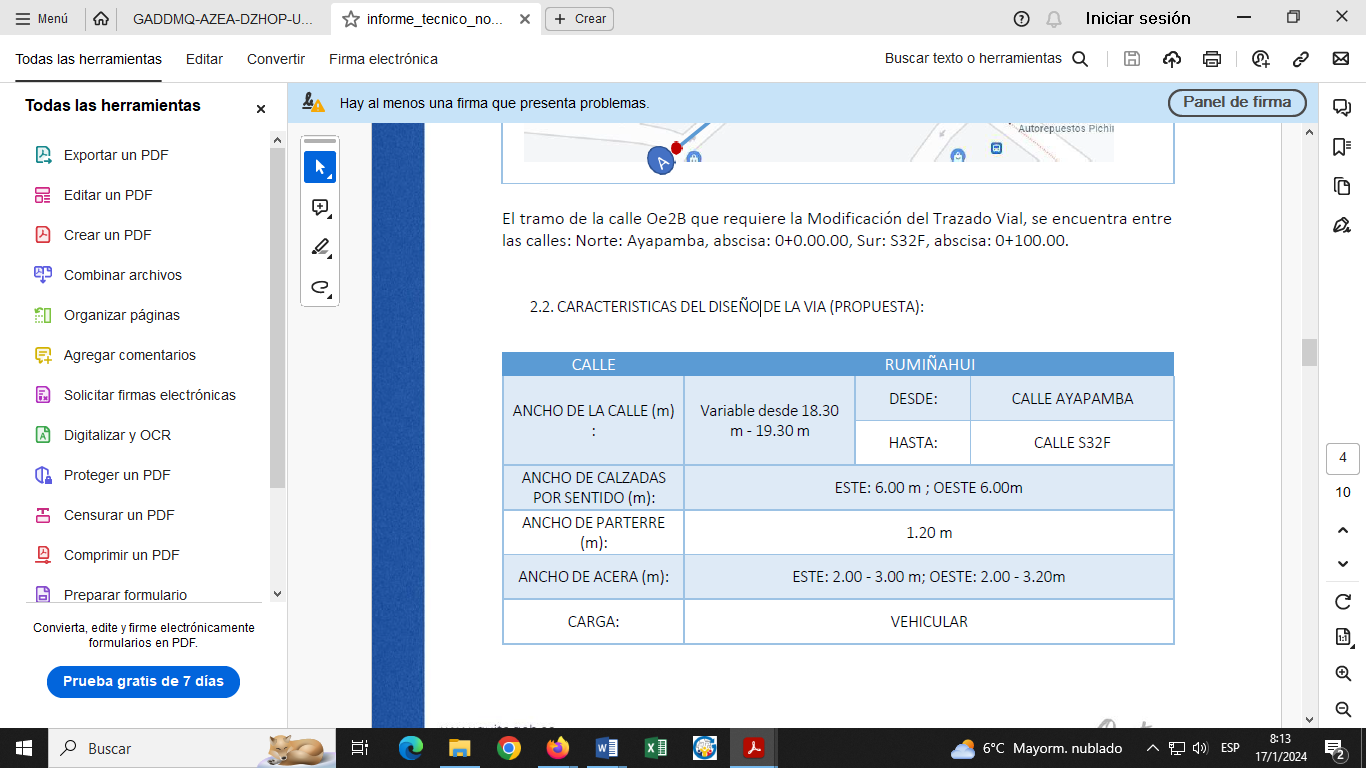 Menú
GADDMQ-AZEA-DZHOP-U...
informe_tecnico_no...
Crear
Iniciar sesión
Todas las herramientas
Editar
Convertir
Firma electrónica
Buscar texto o herramientas
Todas las herramientas
Hay al menos una firma que presenta problemas.
Panel de firma
Exportar un PDF
Editar un PDF
Crear un PDF
Combinar archivos
Organizar páginas
Agregar comentarios
Solicitar firmas electrónicas
Digitalizar y OCR
Proteger un PDF
Censurar un PDF
Comprimir un PDF
Preparar formulario
Convierta, edite y firme electrónicamente
formularios en PDF.
Prueba gratis de 7 días
Autorepuestos Pichi
A
El tramo de la calle Oe2B que requiere la Modificación del Trazado Vial, se encuentra entre
las calles: Norte: Ayapamba, abscisa: 0+0.00.00, Sur: S32F, abscisa: 0+100.00.
2.2. CARACTERISTICAS DEL DISEÑO DE LA VIA (PROPUESTA):
CALLE
RUMIÑAHUI
ANCHO DE LA CALLE (m)
:
Variable desde 18.30
m - 19.30 m
DESDE:
CALLE AYAPAMBA
HASTA:
CALLE S32F
ANCHO DE CALZADAS
POR SENTIDO (m):
ESTE: 6.00 m ; OESTE 6.00m
ANCHO DE PARTERRE
(m):
1.20 m
ANCHO DE ACERA (m):
ESTE: 2.00 - 3.00 m; OESTE: 2.00 - 3.20m
CARGA:
VEHICULAR
4
10
1:1
Buscar
6°C Mayorm. nublado
ESP
8:13
17/1/2024
2